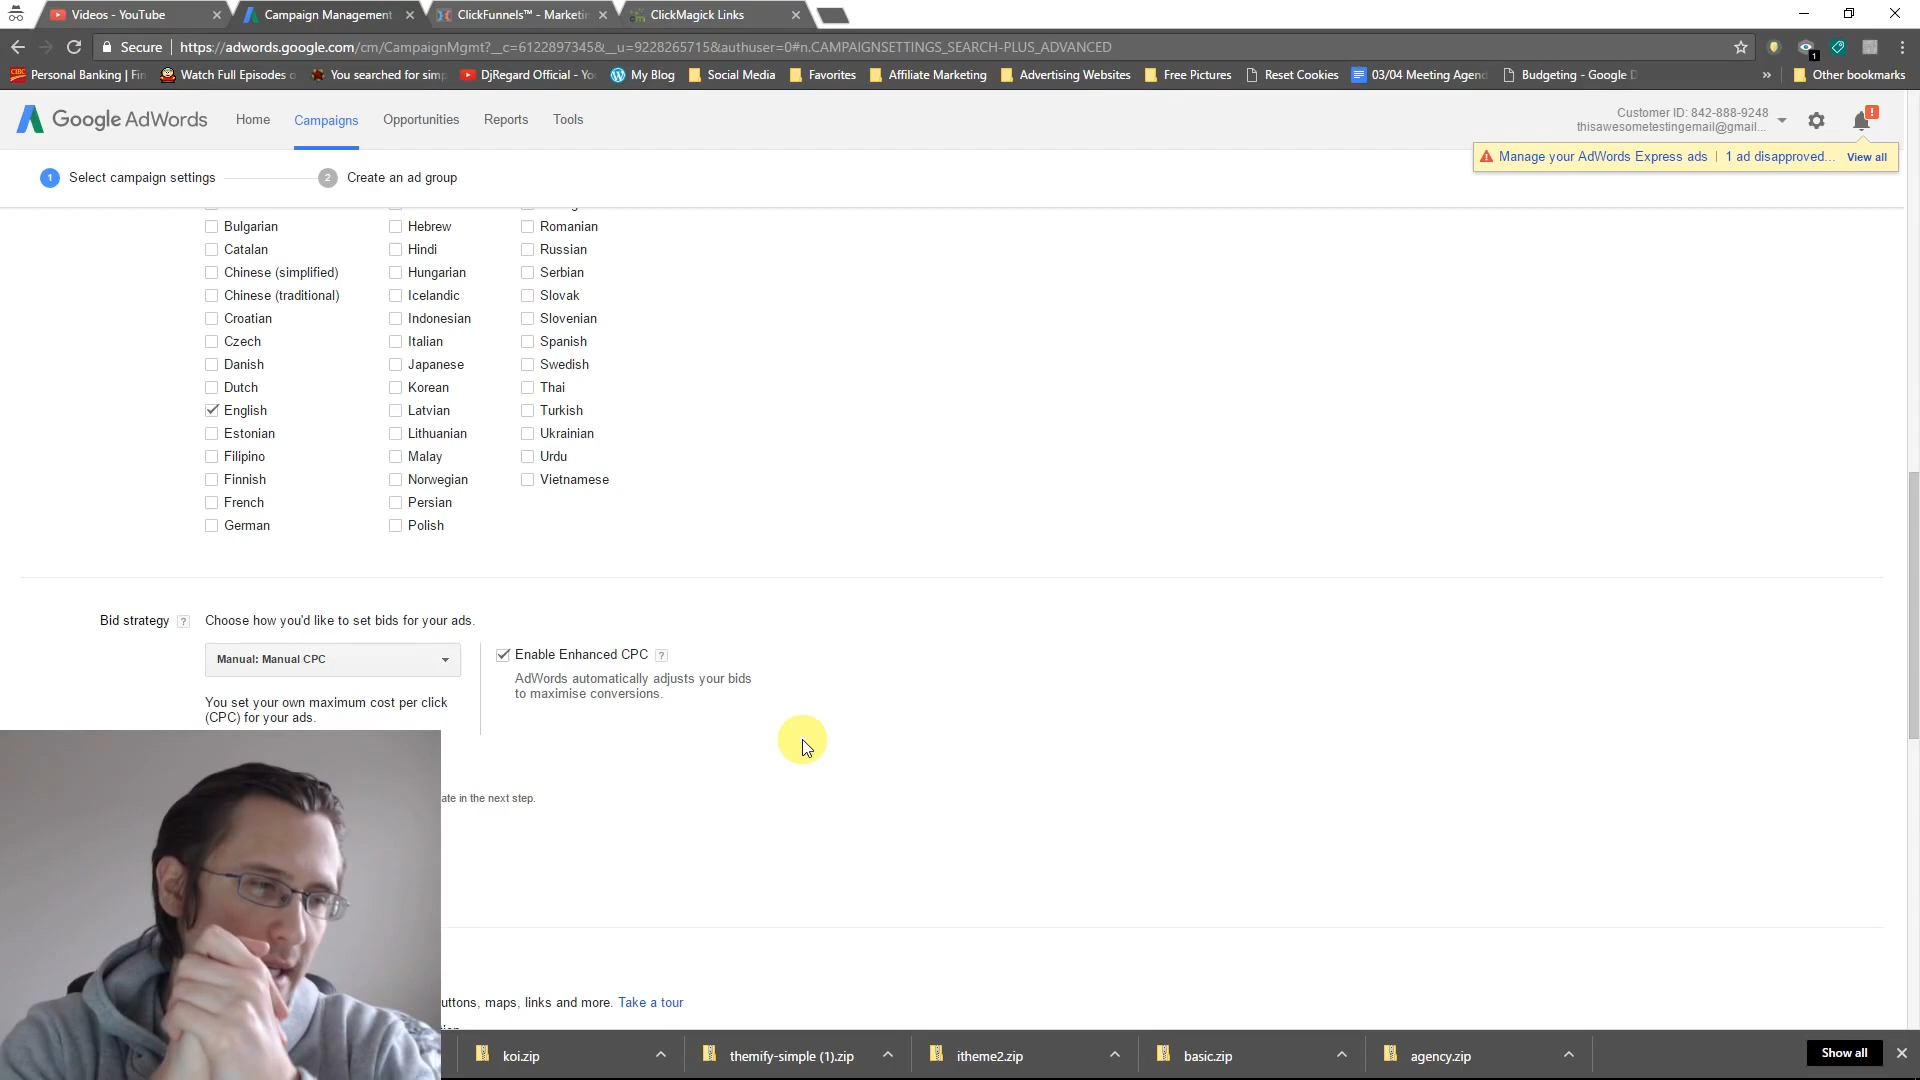 Videos - YouTube
Campaign Management
ClickFunnels™ - Marketi
ClickMagick Links
Secure
https://adwords.google.com/cm/CampaignMgmt?__c=6122897345&__u=9228265715&authuser=0#n.CAMPAIGNSETTINGS_SEARCH-PLUS_ADVANCED
Personal Banking | Fin
Watch Full Episodes o
You searched for simp
DjRegard Official - Yo
My Blog
Social Media
Favorites
Affiliate Marketing
Advertising Websites
Free Pictures
Reset Cookies
03/04 Meeting Agend
Budgeting - Google D
»
Other bookmarks
Google AdWords
Home
Campaigns
Opportunities
Reports
Tools
Customer ID: 842-888-9248
thisawesometestingemail@gmail...
Manage your AdWords Express ads | 1 ad disapproved... View all
1 Select campaign settings
2 Create an ad group
Bulgarian
Catalan
Chinese (simplified)
Chinese (traditional)
Croatian
Czech
Danish
Dutch
English
Estonian
Filipino
Finnish
French
German
Hebrew
Hindi
Hungarian
Icelandic
Indonesian
Italian
Japanese
Korean
Latvian
Lithuanian
Malay
Norwegian
Persian
Polish
Romanian
Russian
Serbian
Slovak
Slovenian
Spanish
Swedish
Thai
Turkish
Ukrainian
Urdu
Vietnamese
Bid strategy ? Choose how you'd like to set bids for your ads.
Manual: Manual CPC
You set your own maximum cost per click
(CPC) for your ads.
Enable Enhanced CPC ?
AdWords automatically adjusts your bids
to maximise conversions.
ate in the next step.
uttons, maps, links and more. Take a tour
koi.zip
themify-simple (1).zip
itheme2.zip
basic.zip
agency.zip
Show all